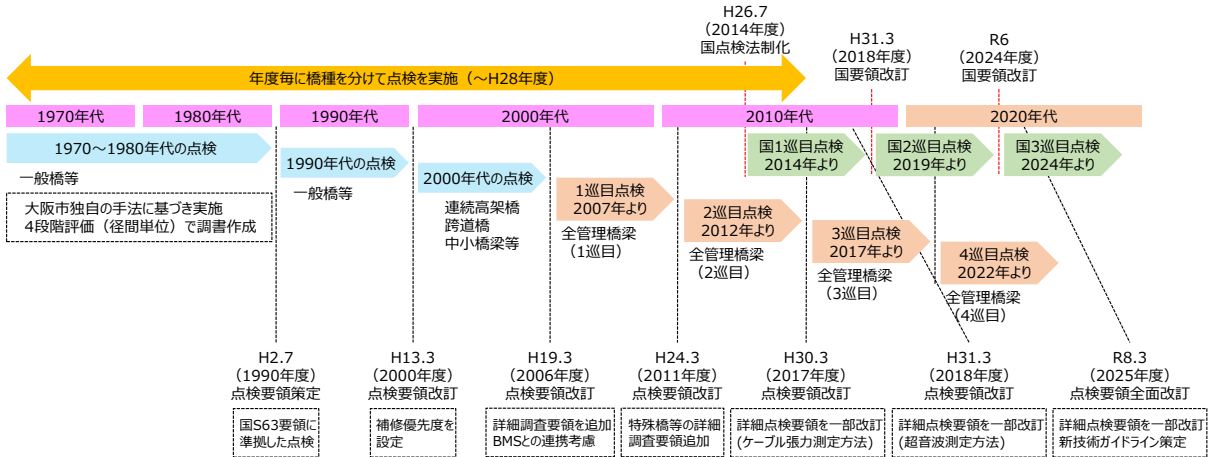 H26.7
（2014年度）
国点検法制化
H31.3
（2018年度）
国要領改訂
R6
（2024年度）
国要領改訂
年度毎に橋種を分けて点検を実施（～H28年度）
1970年代
1980年代
1990年代
2000年代
2010年代
2020年代
1970～1980年代の点検
一般橋等
大阪市独自の手法に基づき実施
4段階評価（径間単位）で調書作成
1990年代の点検
一般橋等
2000年代の点検
連続高架橋
跨道橋
中小橋梁等
1巡目点検
2007年より
全管理橋梁
（1巡目）
2巡目点検
2012年より
全管理橋梁
（2巡目）
国1巡目点検
2014年より
国2巡目点検
2019年より
国3巡目点検
2024年より
3巡目点検
2017年より
全管理橋梁
（3巡目）
4巡目点検
2022年より
全管理橋梁
（4巡目）
H2.7
（1990年度）
点検要領策定
国S63要領に
準拠した点検
H13.3
（2000年度）
点検要領改訂
補修優先度を
設定
H19.3
（2006年度）
点検要領改訂
詳細調査要領を追加
BMSとの連携考慮
H24.3
（2011年度）
点検要領改訂
特殊橋等の詳細
調査要領追加
H30.3
（2017年度）
点検要領改訂
詳細点検要領を一部改訂
(ケーブル張力測定方法)
H31.3
（2018年度）
点検要領改訂
詳細点検要領を一部改訂
(超音波測定方法)
R8.3
（2025年度）
点検要領全面改訂
詳細点検要領を一部改訂
新技術ガイドライン策定